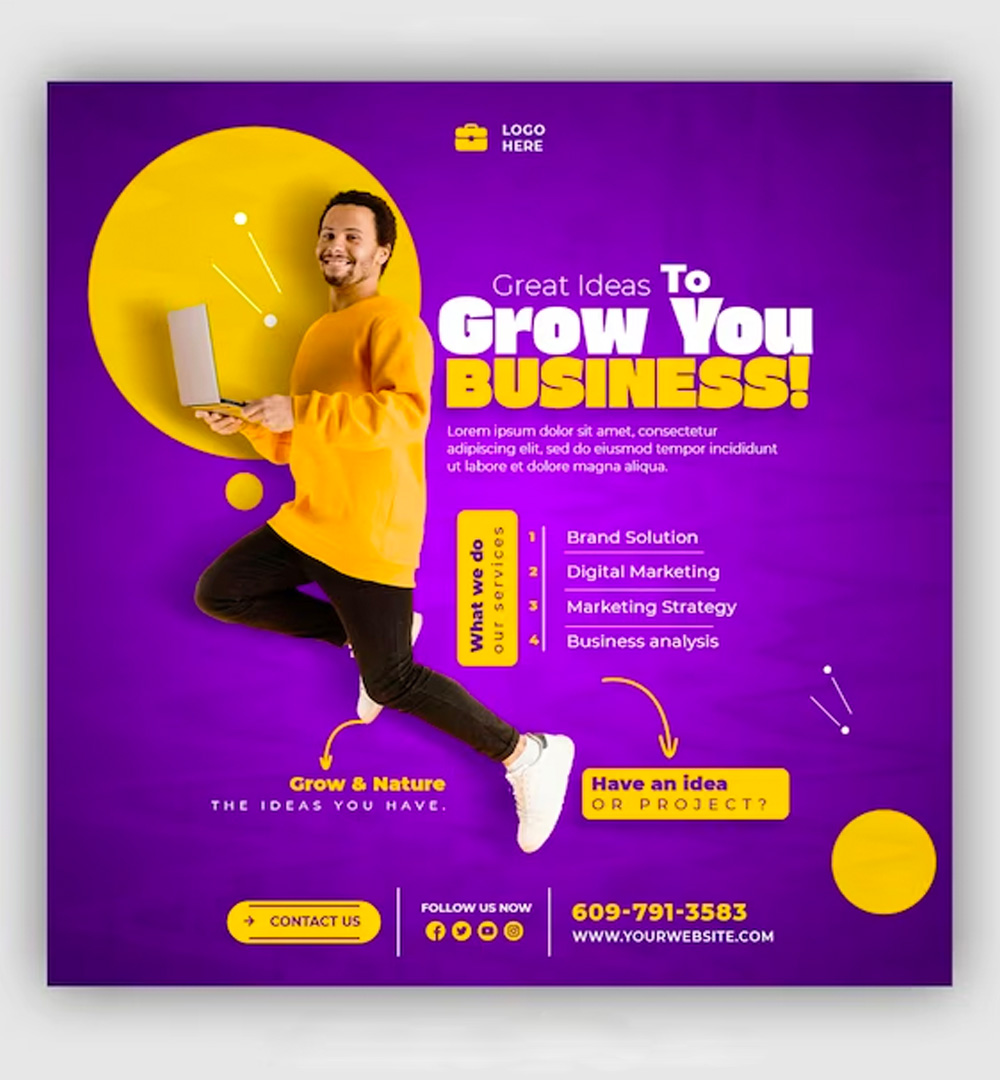 LOGO
HERE
Great Ideas To
Grow You
BUSINESS!
Lorem ipsum dolor sit amet, consectetur
adipiscing elit, sed do eiusmod tempor incididunt
ut labore et dolore magna aliqua.
What we do
our services
1 Brand Solution
2 Digital Marketing
3 Marketing Strategy
4 Business analysis
Grow & Nature
THE IDEAS YOU HAVE.
Have an idea
OR PROJECT?
CONTACT US
FOLLOW US NOW
609-791-3583
WWW.YOURWEBSITE.COM